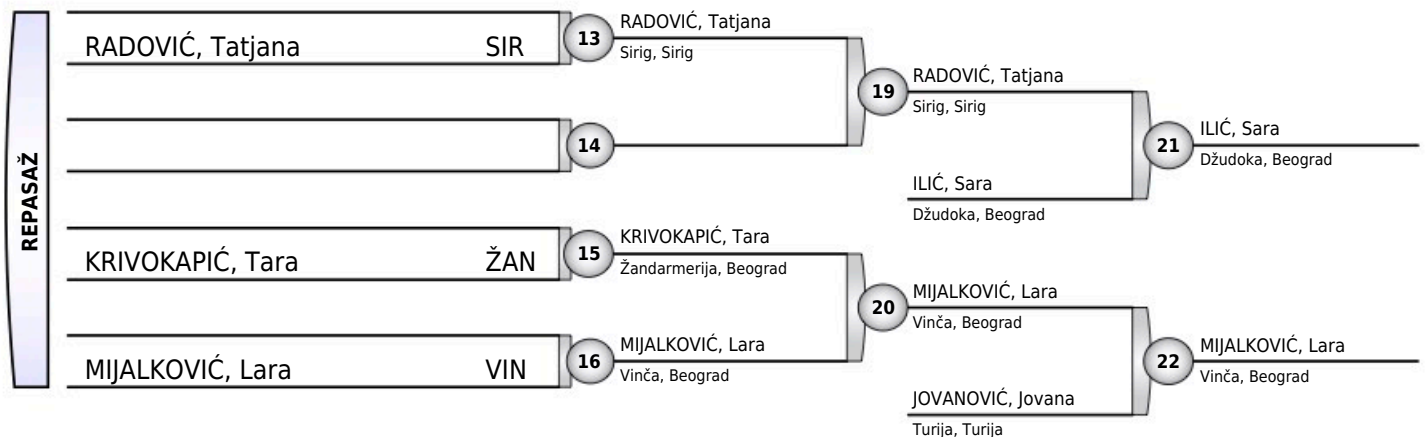 REPASAŽ
RADOVIĆ, Tatjana SIR
13
RADOVIĆ, Tatjana
Sirig, Sirig
14
19
RADOVIĆ, Tatjana
Sirig, Sirig
ILIĆ, Sara
Džudoka, Beograd
21
ILIĆ, Sara
Džudoka, Beograd
KRIVOKAPIĆ, Tara ŽAN
15
KRIVOKAPIĆ, Tara
Žandarmerija, Beograd
MIJALKOVIĆ, Lara VIN
16
MIJALKOVIĆ, Lara
Vinča, Beograd
20
MIJALKOVIĆ, Lara
Vinča, Beograd
JOVANOVIĆ, Jovana
Turija, Turija
22
MIJALKOVIĆ, Lara
Vinča, Beograd